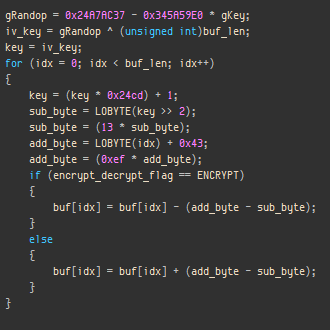 gRandop = 0x24A7AC37 - 0x345A59E0 * gKey;
iv_key = gRandop ^ (unsigned int)buf_len;
key = iv_key;
for (idx = 0; idx < buf_len; idx++)
{
key = (key * 0x24cd) + 1;
sub_byte = LOBYTE(key >> 2);
sub_byte = (13 * sub_byte);
add_byte = LOBYTE(idx) + 0x43;
add_byte = (0xef * add_byte);
if (encrypt_decrypt_flag == ENCRYPT)
{
buf[idx] = buf[idx] - (add_byte - sub_byte);
}
else
{
buf[idx] = buf[idx] + (add_byte - sub_byte);
}
}